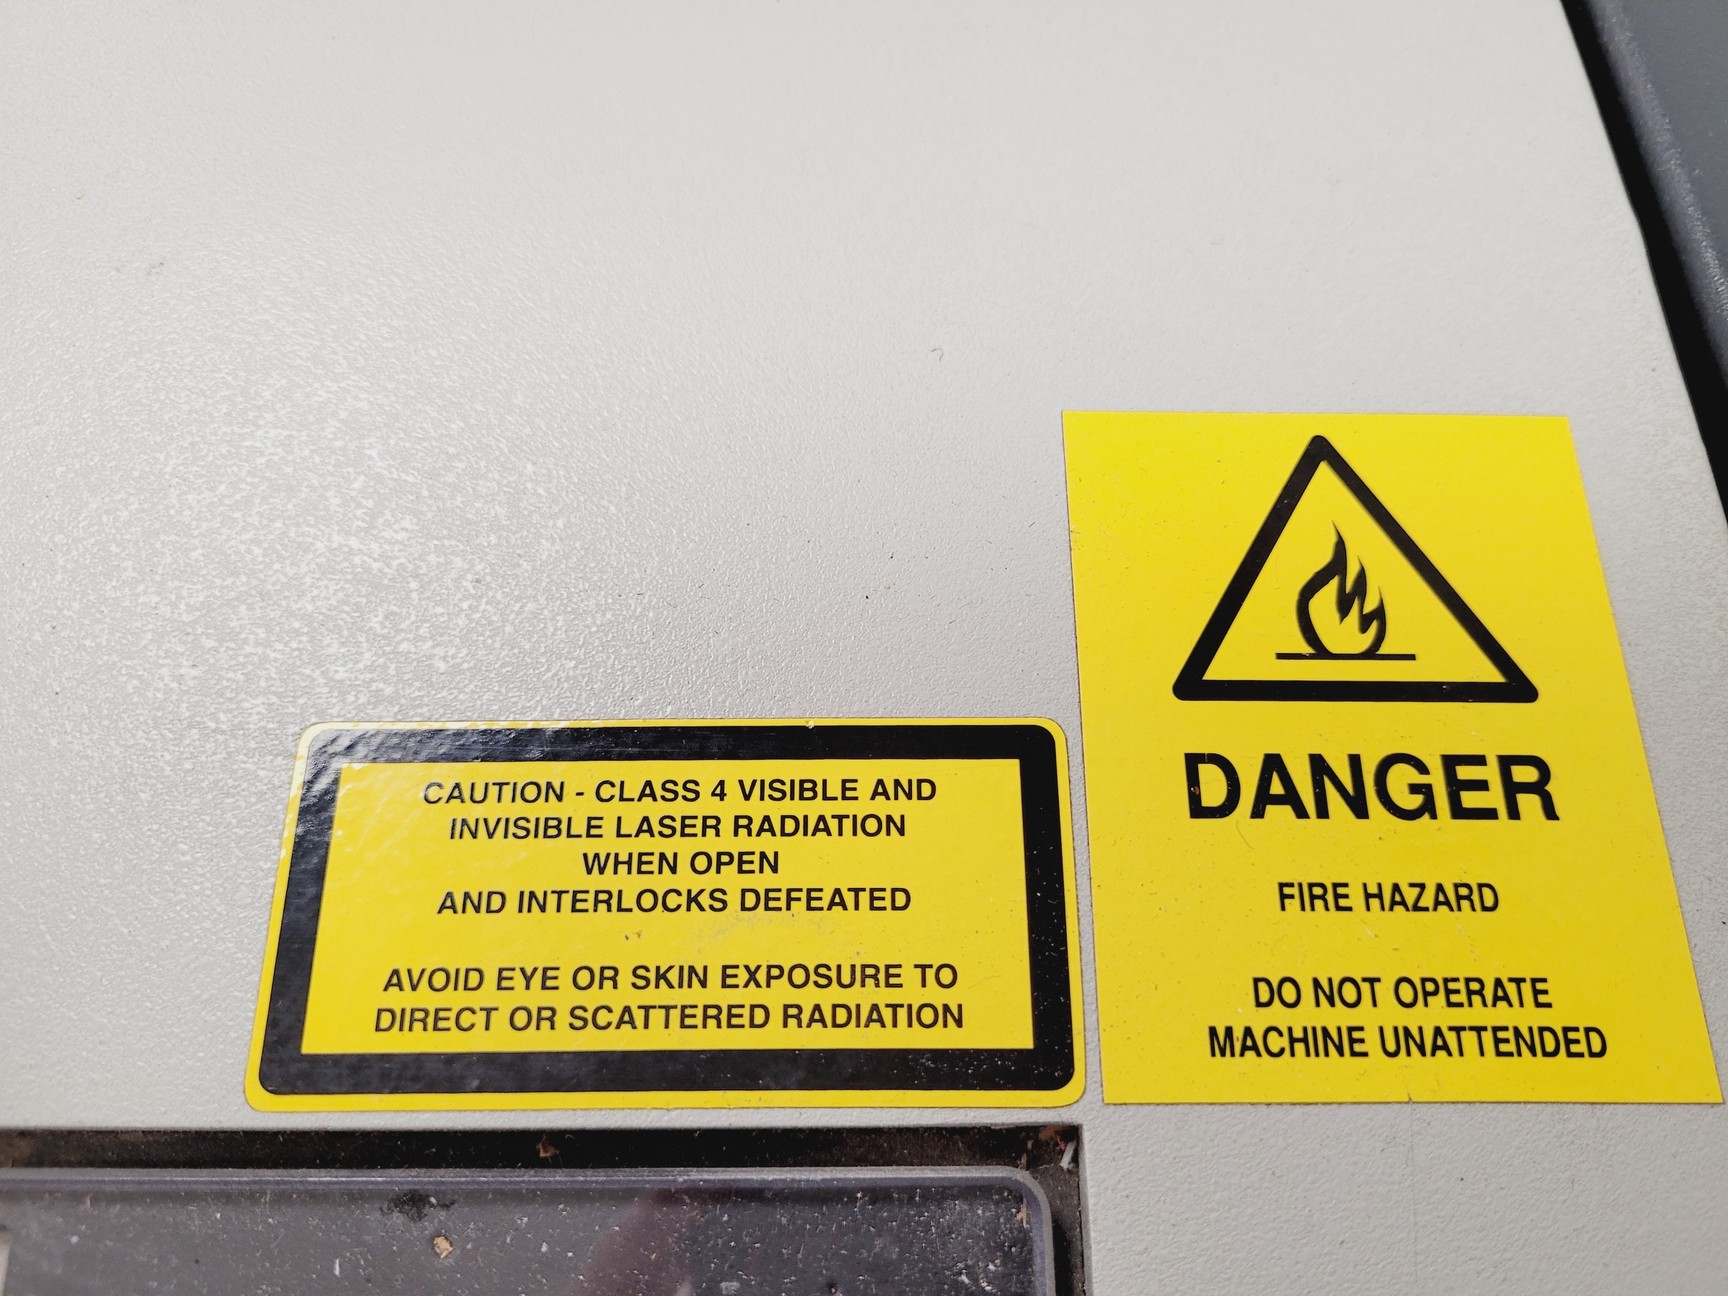 CAUTION - CLASS 4 VISIBLE AND
INVISIBLE LASER RADIATION
WHEN OPEN
AND INTERLOCKS DEFEATED
AVOID EYE OR SKIN EXPOSURE TO
DIRECT OR SCATTERED RADIATION
DANGER
FIRE HAZARD
DO NOT OPERATE
MACHINE UNATTENDED